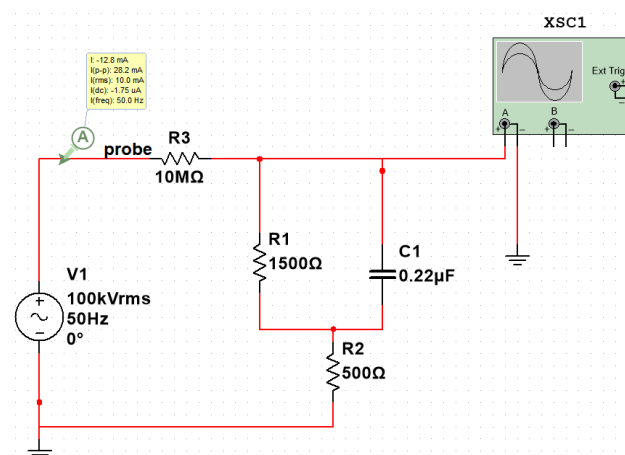 XSC1
Ext Trig
+
−
A
B
+ − + −
I: -12.8 mA
I(p-p): 28.2 mA
I(rms): 10.0 mA
I(dc): -1.75 uA
I(freq): 50.0 Hz
A
probe
R3
10MΩ
R1
1500Ω
C1
0.22µF
V1
100kVrms
50Hz
0°
+
−
R2
500Ω